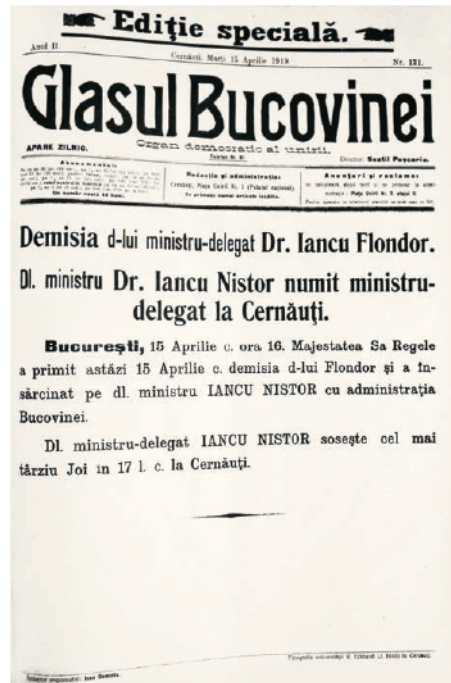 Ediție specială.
Anol II. Cernăuți, Marți 15 Aprilie 1919. Nr. 121.
Glasul Bucovinei
APARE ZILNIC. Organ democratic al unirii. Director: Sextil Pușcariu.
Abonamentul: Redacția și administrația: Anunțuri și reclame:
Cernăuți, Piața Unirii Nr. 3 (Palatul național).
Demisia d-lui ministru-delegat Dr. Iancu Flondor.
Dl. ministru Dr. Iancu Nistor numit ministru-
delegat la Cernăuți.
București, 15 Aprilie c. ora 16. Majestatea Sa Regele
a primit astăzi 15 Aprilie c. demisia d-lui Flondor și a în-
sărcinat pe dl. ministru IANCU NISTOR cu administrația
Bucovinei.
Dl. ministru-delegat IANCU NISTOR sosește cel mai
târziu Joi in 17 l. c. la Cernăuți.